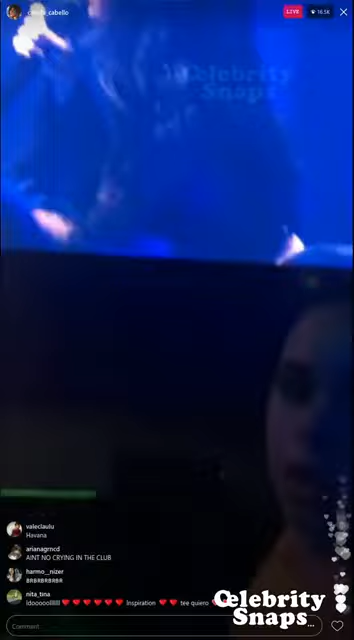 camila_cabello
LIVE
16.5K
Celebrity
Snaps
valeclaulu
Havana
arianagrncd
AINT NO CRYING IN THE CLUB
harmo__nizer
nita_tina
Inspiration
tee quiero
Celebrity
Snaps
Comment